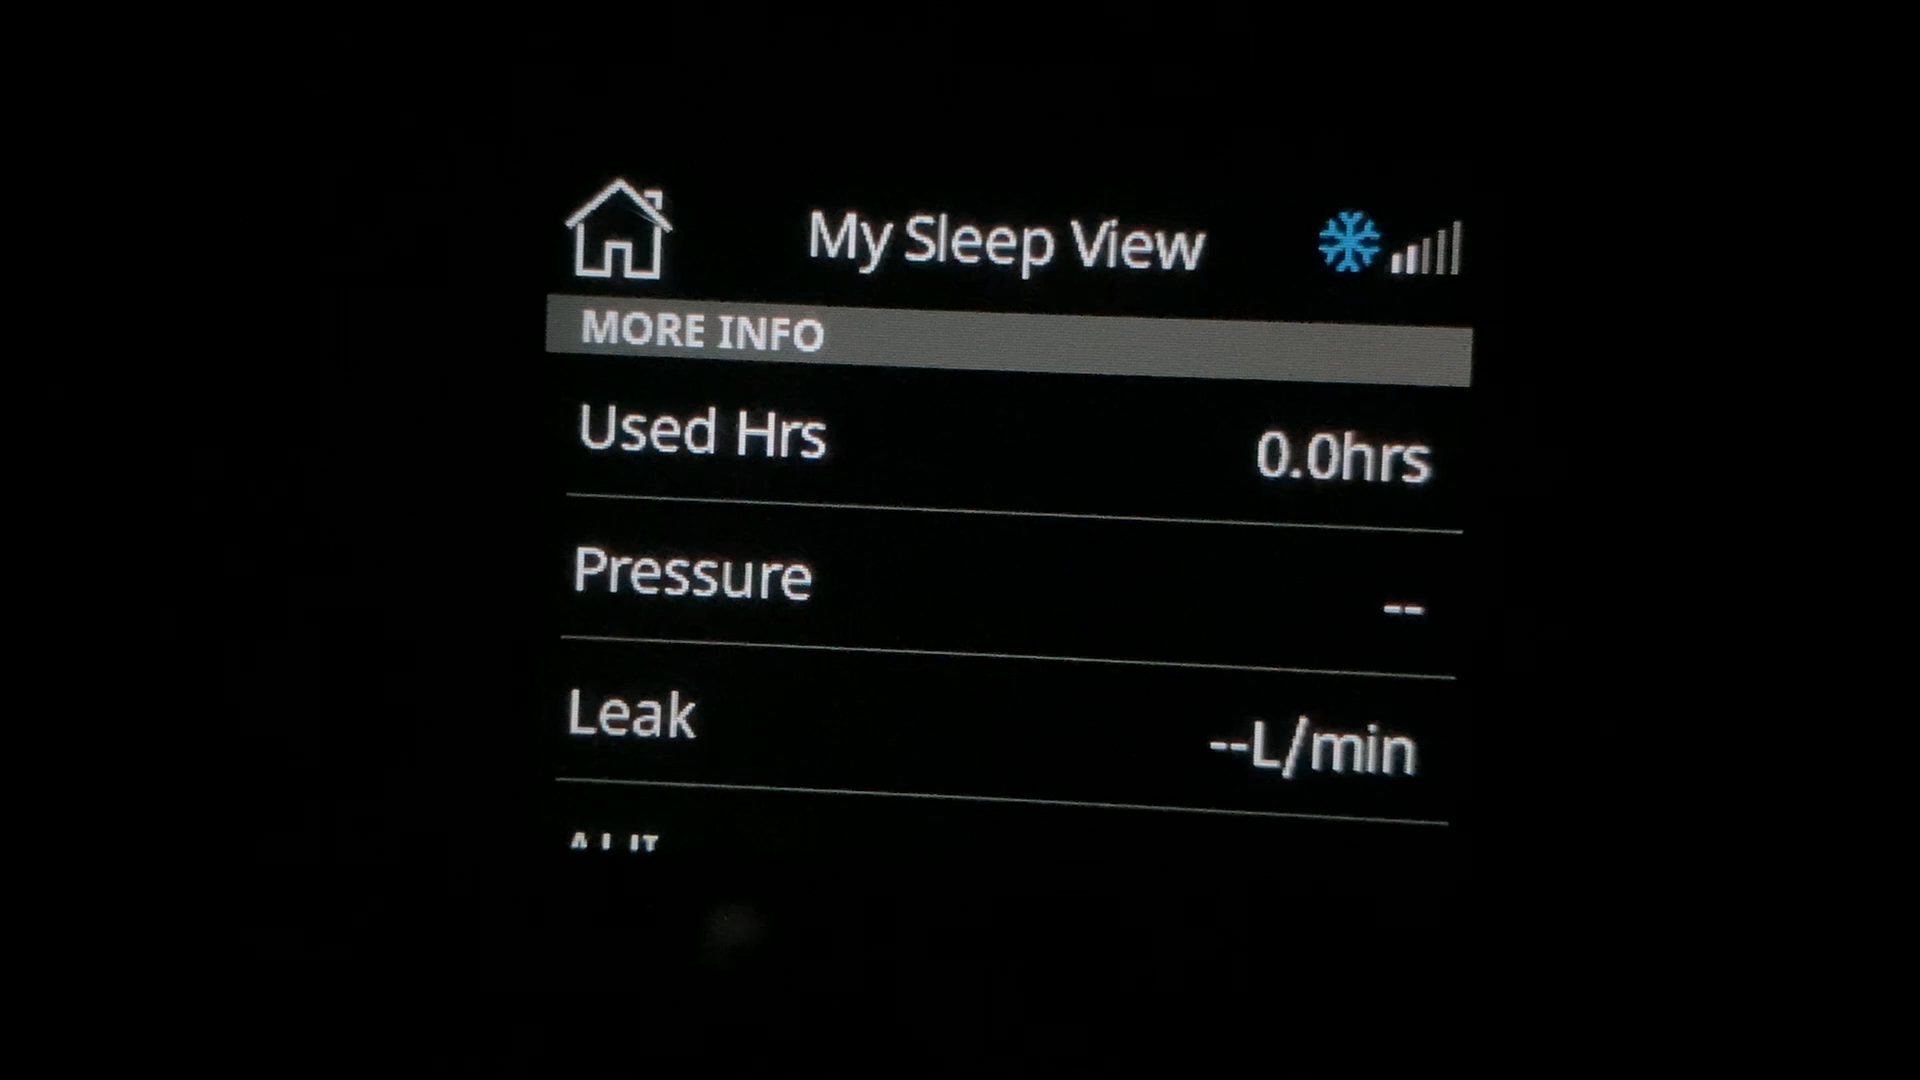 My Sleep View
MORE INFO
Used Hrs 0.0hrs
Pressure --
Leak --L/min